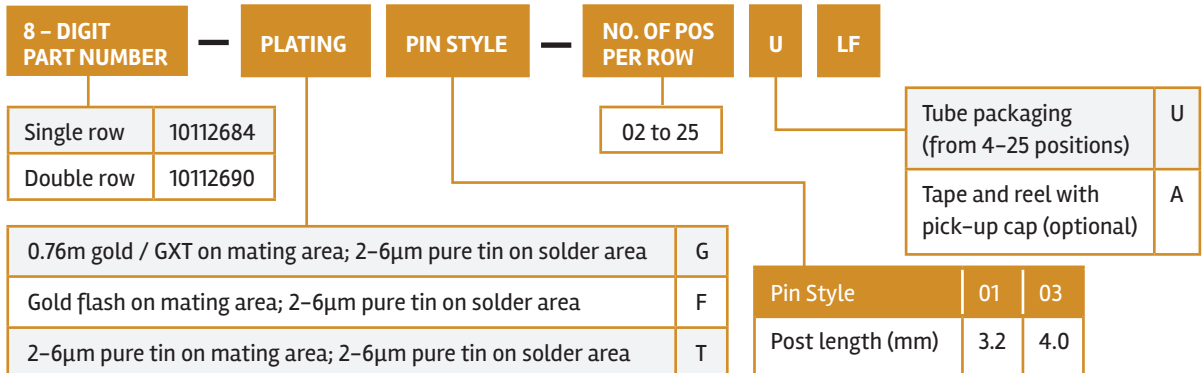 8 – DIGIT
PART NUMBER
—
PLATING
PIN STYLE
—
NO. OF POS
PER ROW
U
LF
Single row 10112684
Double row 10112690
02 to 25
Tube packaging U
(from 4–25 positions)
Tape and reel with A
pick-up cap (optional)
0.76m gold / GXT on mating area; 2–6µm pure tin on solder area G
Gold flash on mating area; 2–6µm pure tin on solder area F
2–6µm pure tin on mating area; 2–6µm pure tin on solder area T
Pin Style 01 03
Post length (mm) 3.2 4.0